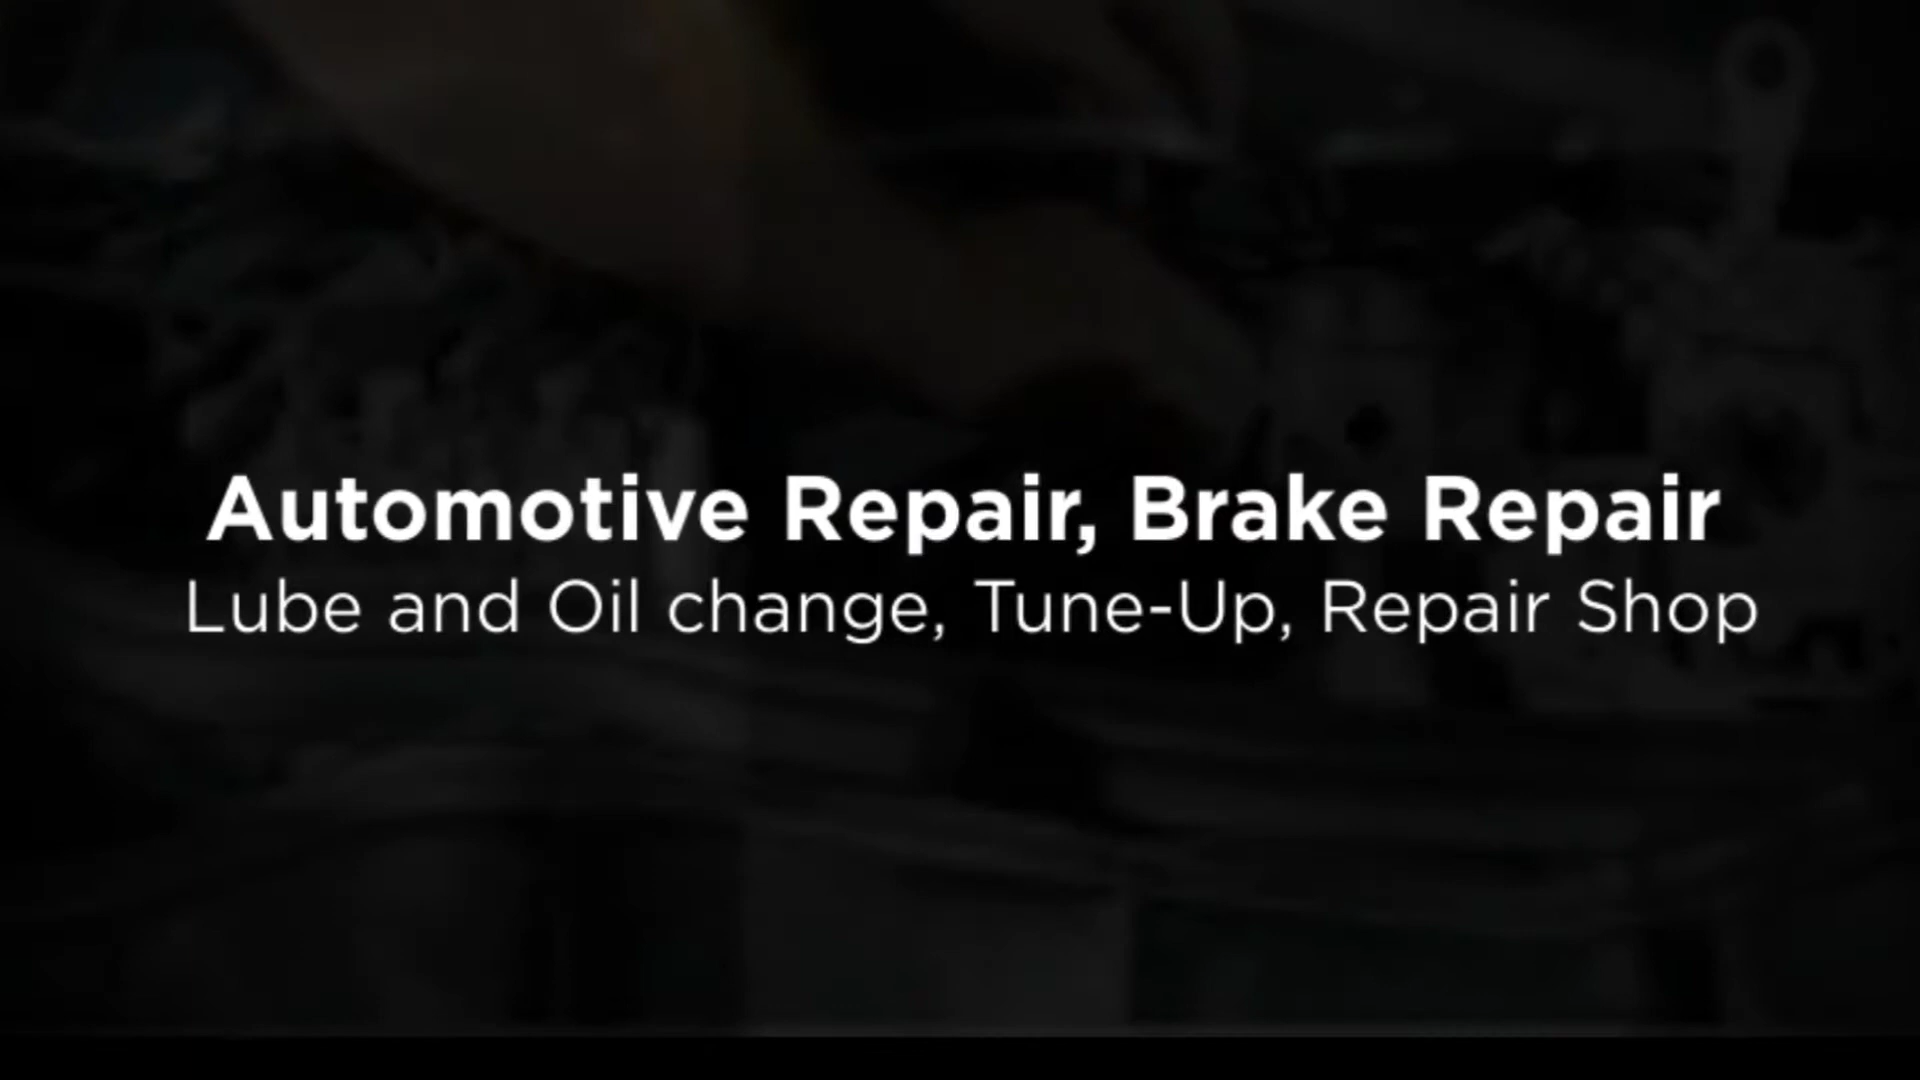 Automotive Repair, Brake Repair
Lube and Oil change, Tune-Up, Repair Shop